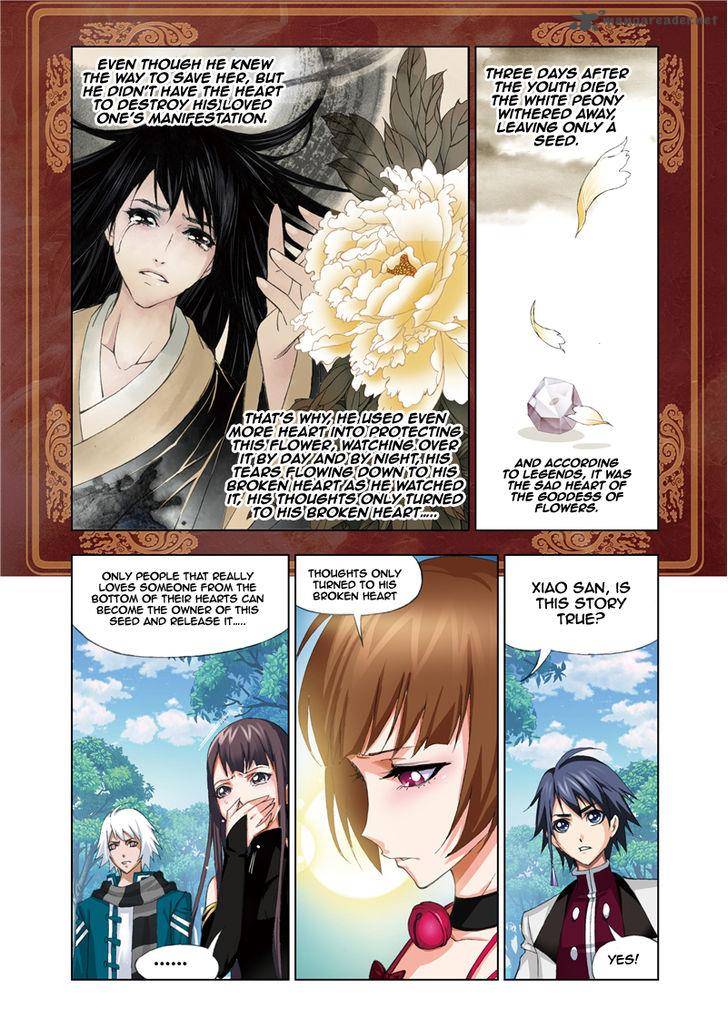 mangareader.net
EVEN THOUGH HE KNEW
THE WAY TO SAVE HER, BUT
HE DIDN'T HAVE THE HEART
TO DESTROY HIS LOVED
ONE'S MANIFESTATION.
THREE DAYS AFTER
THE YOUTH DIED,
THE WHITE PEONY
WITHERED AWAY,
LEAVING ONLY A
SEED.
THAT'S WHY, HE USED EVEN
MORE HEART INTO PROTECTING
THIS FLOWER, WATCHING OVER
IT BY DAY AND BY NIGHT, HIS
TEARS FLOWING DOWN TO HIS
BROKEN HEART AS HE WATCHED
IT, HIS THOUGHTS ONLY TURNED
TO HIS BROKEN HEART.....
AND ACCORDING
TO LEGENDS, IT WAS
THE SAD HEART OF
THE GODDESS OF
FLOWERS.
ONLY PEOPLE THAT REALLY
LOVES SOMEONE FROM THE
BOTTOM OF THEIR HEARTS CAN
BECOME THE OWNER OF THIS
SEED AND RELEASE IT.....
......
THOUGHTS ONLY
TURNED TO HIS
BROKEN HEART
XIAO SAN, IS
THIS STORY
TRUE?
YES!